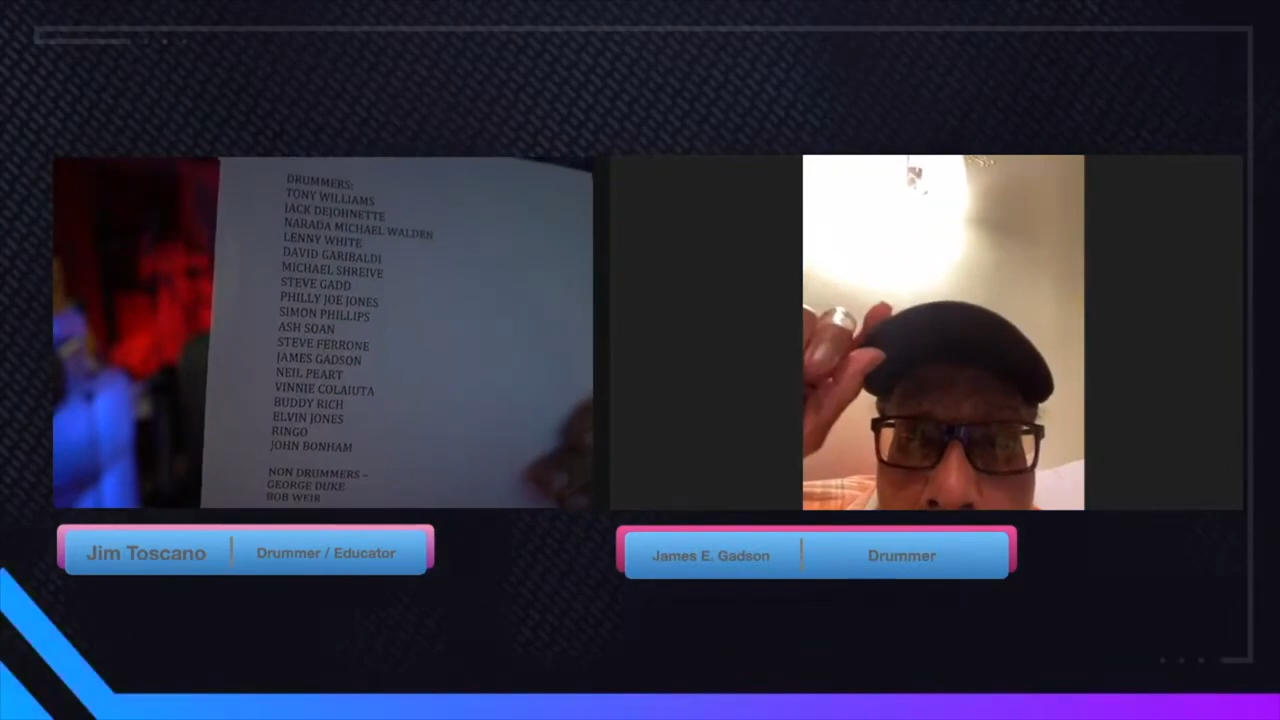 DRUMMERS:
TONY WILLIAMS
JACK DEJOHNETTE
NARADA MICHAEL WALDEN
LENNY WHITE
DAVID GARIBALDI
MICHAEL SHREIVE
STEVE GADD
PHILLY JOE JONES
SIMON PHILLIPS
ASH SOAN
STEVE FERRONE
JAMES GADSON
NEIL PEART
VINNIE COLAIUTA
BUDDY RICH
ELVIN JONES
RINGO
JOHN BONHAM
NON DRUMMERS –
GEORGE DUKE
BOB WEIR
Jim Toscano | Drummer / Educator
James E. Gadson | Drummer